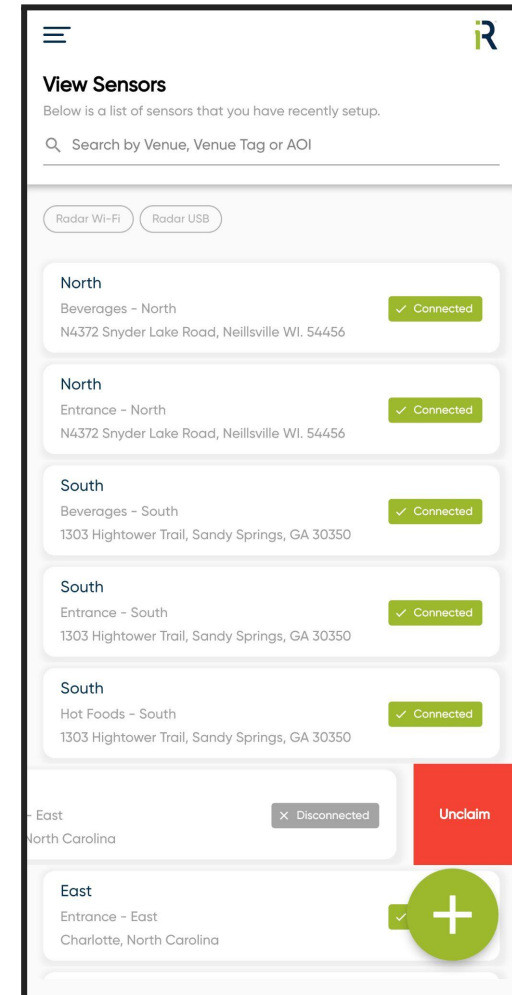 iR
View Sensors
Below is a list of sensors that you have recently setup.
Search by Venue, Venue Tag or AOI
Radar Wi-Fi Radar USB
North
Beverages - North
Connected
N4372 Snyder Lake Road, Neillsville WI. 54456
North
Entrance - North
Connected
N4372 Snyder Lake Road, Neillsville WI. 54456
South
Beverages - South
Connected
1303 Hightower Trail, Sandy Springs, GA 30350
South
Entrance - South
Connected
1303 Hightower Trail, Sandy Springs, GA 30350
South
Hot Foods - South
Connected
1303 Hightower Trail, Sandy Springs, GA 30350
- East
Disconnected
Unclaim
North Carolina
East
Entrance - East
Charlotte, North Carolina